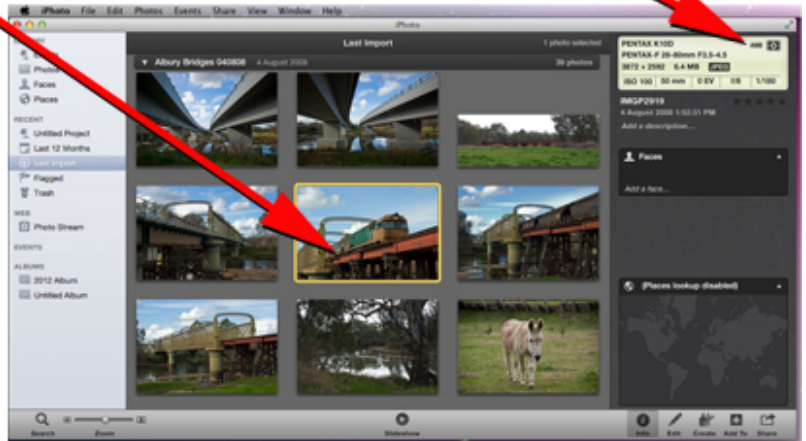 iPhoto File Edit Photos Events Share View Window Help
iPhoto
Last Import
1 photo selected
Albury Bridges 040808 4 August 2008
39 photos
Photos
Faces
Places
RECENT
Untitled Project
Last 12 Months
Last Import
Flagged
Trash
WEB
Photo Stream
EVENTS
ALBUMS
2012 Album
Untitled Album
Search
Zoom
Slideshow
PENTAX K10D AWB
PENTAX-F 28-80mm F3.5-4.5
3872 × 2592 6.4 MB JPEG
ISO 100 50 mm 0 EV f/8 1/180
IMGP2919
4 August 2008 1:52:31 PM
Add a description...
Faces
Add a face...
(Places lookup disabled)
Info Edit Create Add To Share